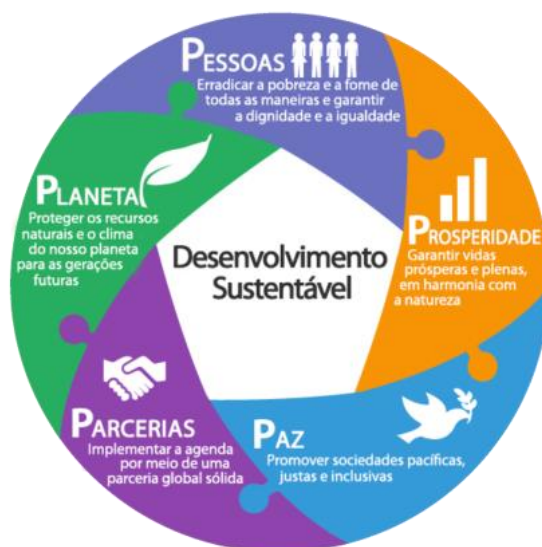 PESSOAS
Erradicar a pobreza e a fome de
todas as maneiras e garantir
a dignidade e a igualdade
PROSPERIDADE
Garantir vidas
prósperas e plenas,
em harmonia com
a natureza
PAZ
Promover sociedades pacíficas,
justas e inclusivas
PARCERIAS
Implementar a agenda
por meio de uma
parceria global sólida
PLANETA
Proteger os recursos
naturais e o clima
do nosso planeta
para as gerações
futuras
Desenvolvimento
Sustentável